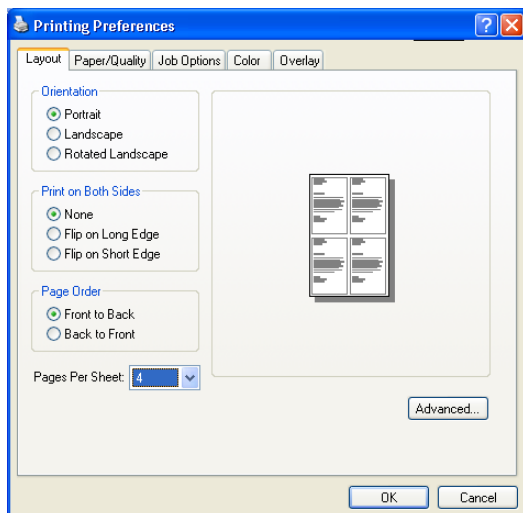 Printing Preferences
Layout Paper/Quality Job Options Color Overlay
Orientation
Portrait
Landscape
Rotated Landscape
Print on Both Sides
None
Flip on Long Edge
Flip on Short Edge
Page Order
Front to Back
Back to Front
Pages Per Sheet: 4
Advanced...
OK Cancel